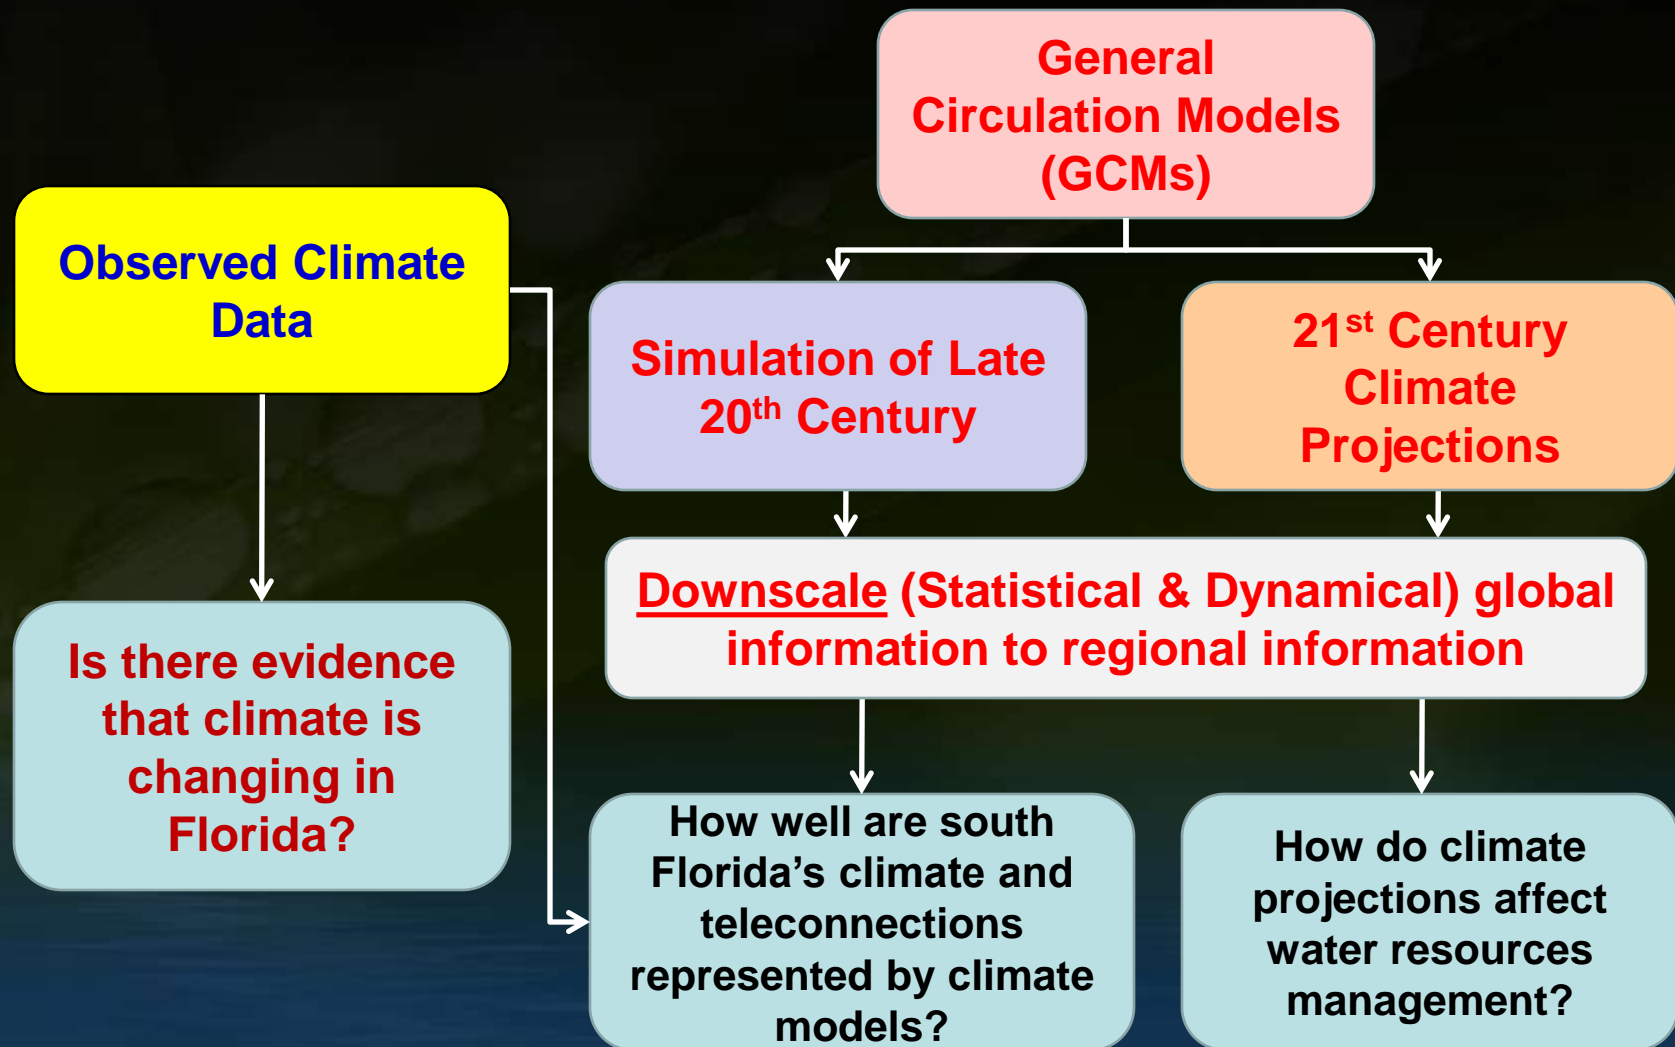 General
Circulation Models
(GCMs)
Observed Climate
Data
Simulation of Late
20th Century
21st Century
Climate
Projections
Downscale (Statistical & Dynamical) global
information to regional information
Is there evidence
that climate is
changing in
Florida?
How well are south
Florida’s climate and
teleconnections
represented by climate
models?
How do climate
projections affect
water resources
management?